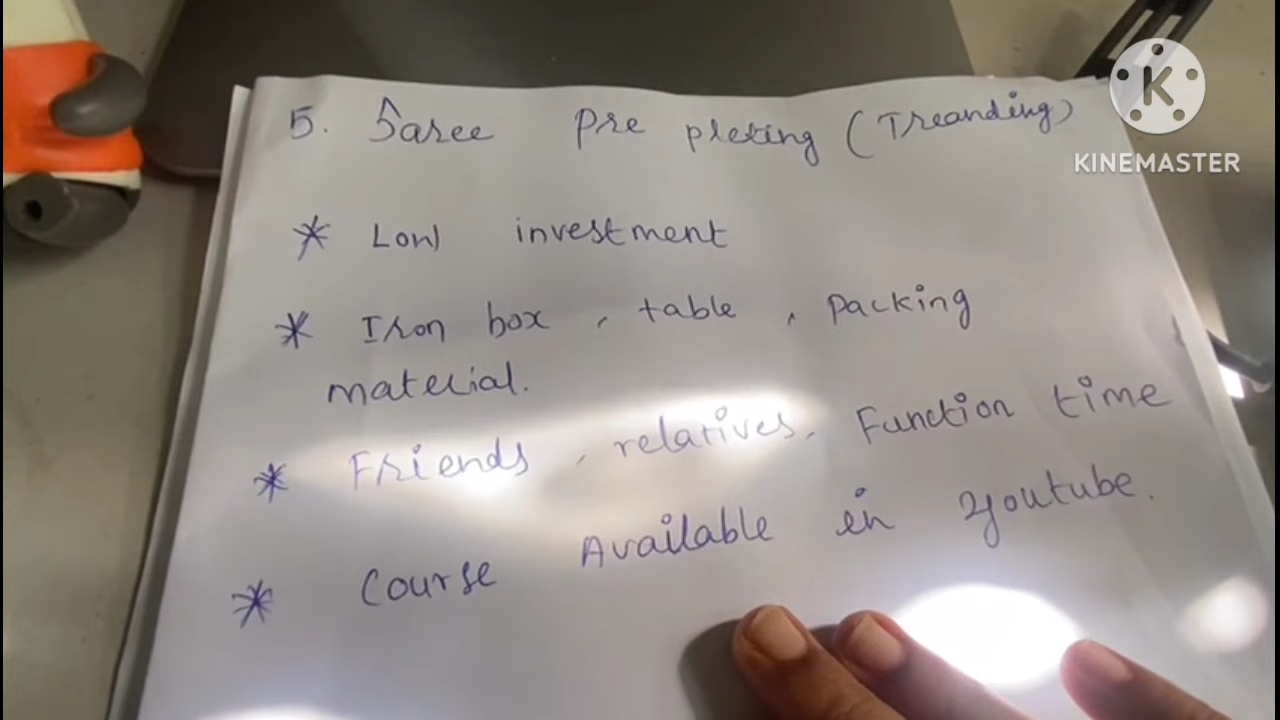 5. Saree Pre pleting (Treanding)
* Low investment
* Iron box, table, packing
material.
* Friends, relatives, Function time
* Course Available in Youtube.
KINEMASTER